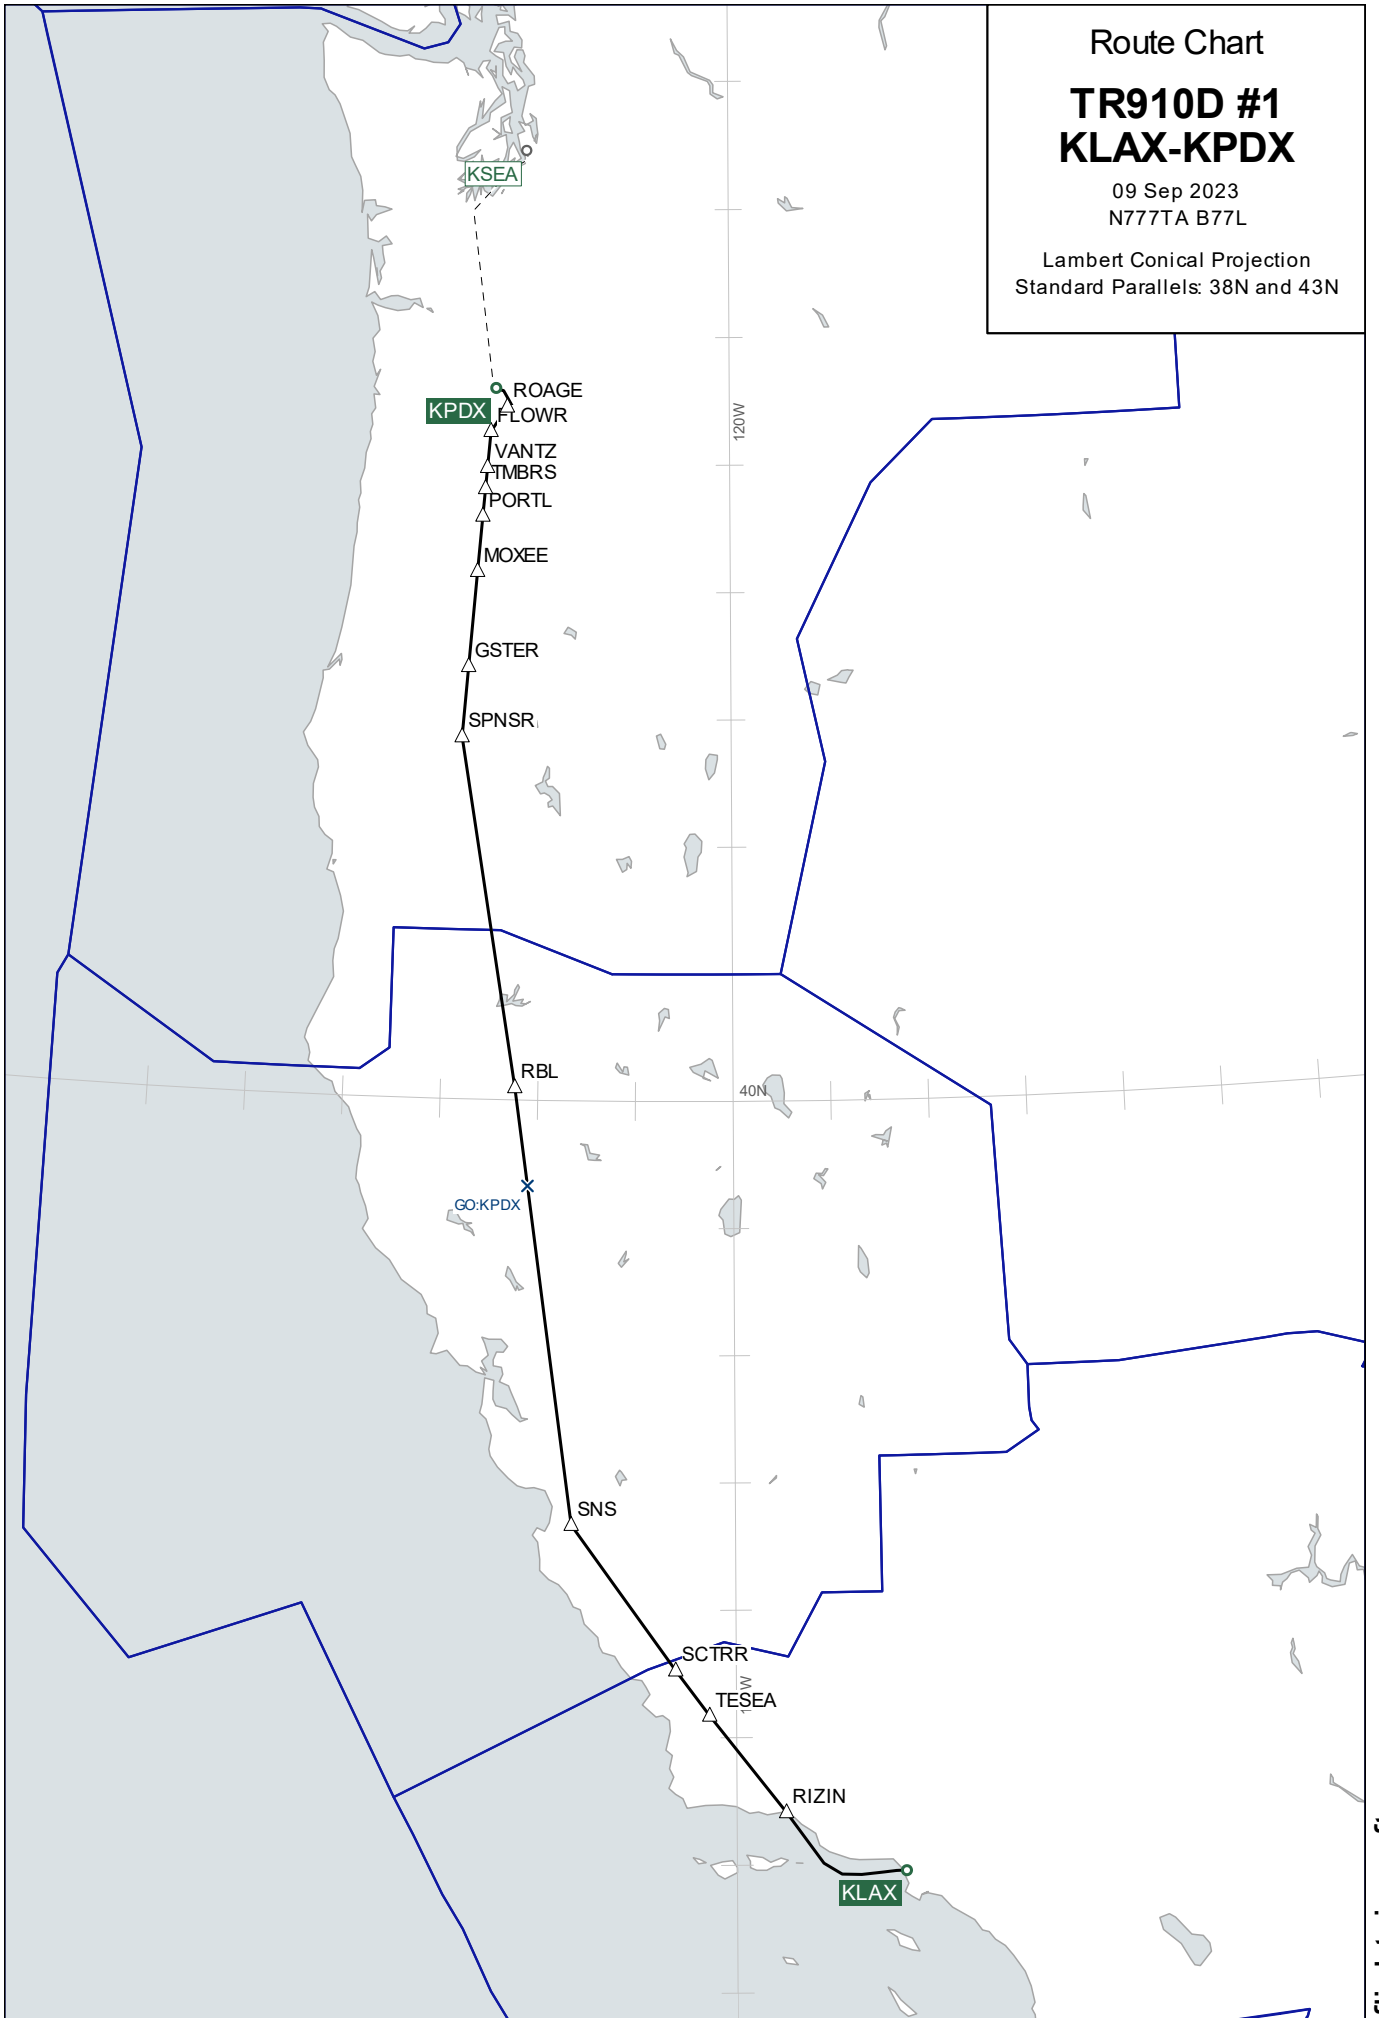 Route Chart
TR910D #1
KLAX-KPDX
09 Sep 2023
N777TA B77L
Lambert Conical Projection
Standard Parallels: 38N and 43N
KSEA
ROAGE
KPDX
FLOWR
120W
VANTZ
TMBRS
PORTL
MOXEE
GSTER
SPNSR
RBL
40N
GO:KPDX
SNS
SCTRR
TESEA
RIZIN
KLAX